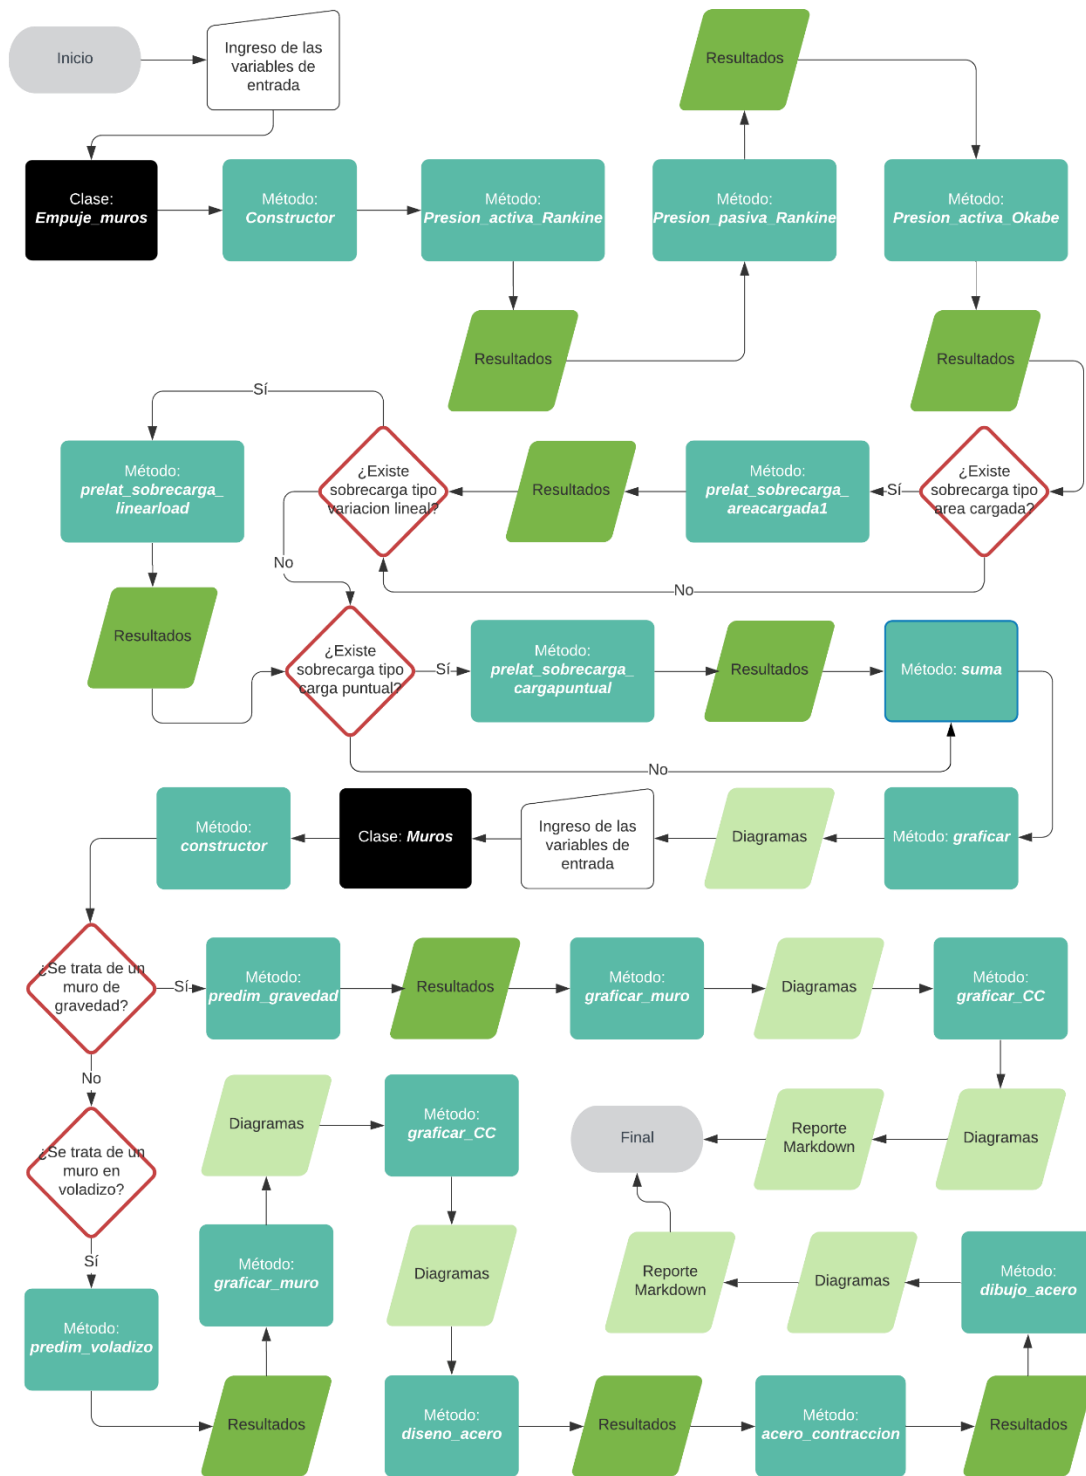 Inicio
Ingreso de las
variables de
entrada
Resultados
Clase:
Empuje_muros
Método:
Constructor
Método:
Presion_activa_Rankine
Método:
Presion_pasiva_Rankine
Método:
Presion_activa_Okabe
Resultados
Resultados
Sí
No
Método:
prelat_sobrecarga_
linearload
¿Existe
sobrecarga tipo
variacion lineal?
Resultados
Método:
prelat_sobrecarga_
areacargada1
Sí
¿Existe
sobrecarga tipo
area cargada?
No
No
Resultados
¿Existe
sobrecarga tipo
carga puntual?
Sí
Método:
prelat_sobrecarga_
cargapuntual
Resultados
Método: suma
No
Método:
constructor
Clase: Muros
Ingreso de las
variables de
entrada
Diagramas
Método: graficar
¿Se trata de un
muro de
gravedad?
Sí
Método:
predim_gravedad
Resultados
Método:
graficar_muro
Diagramas
Método:
graficar_CC
No
Diagramas
Método:
graficar_CC
Final
Reporte
Markdown
Diagramas
¿Se trata de un
muro en
voladizo?
Sí
Método:
graficar_muro
Diagramas
Reporte
Markdown
Diagramas
Método:
dibujo_acero
Método:
predim_voladizo
Resultados
Método:
diseno_acero
Resultados
Método:
acero_contraccion
Resultados